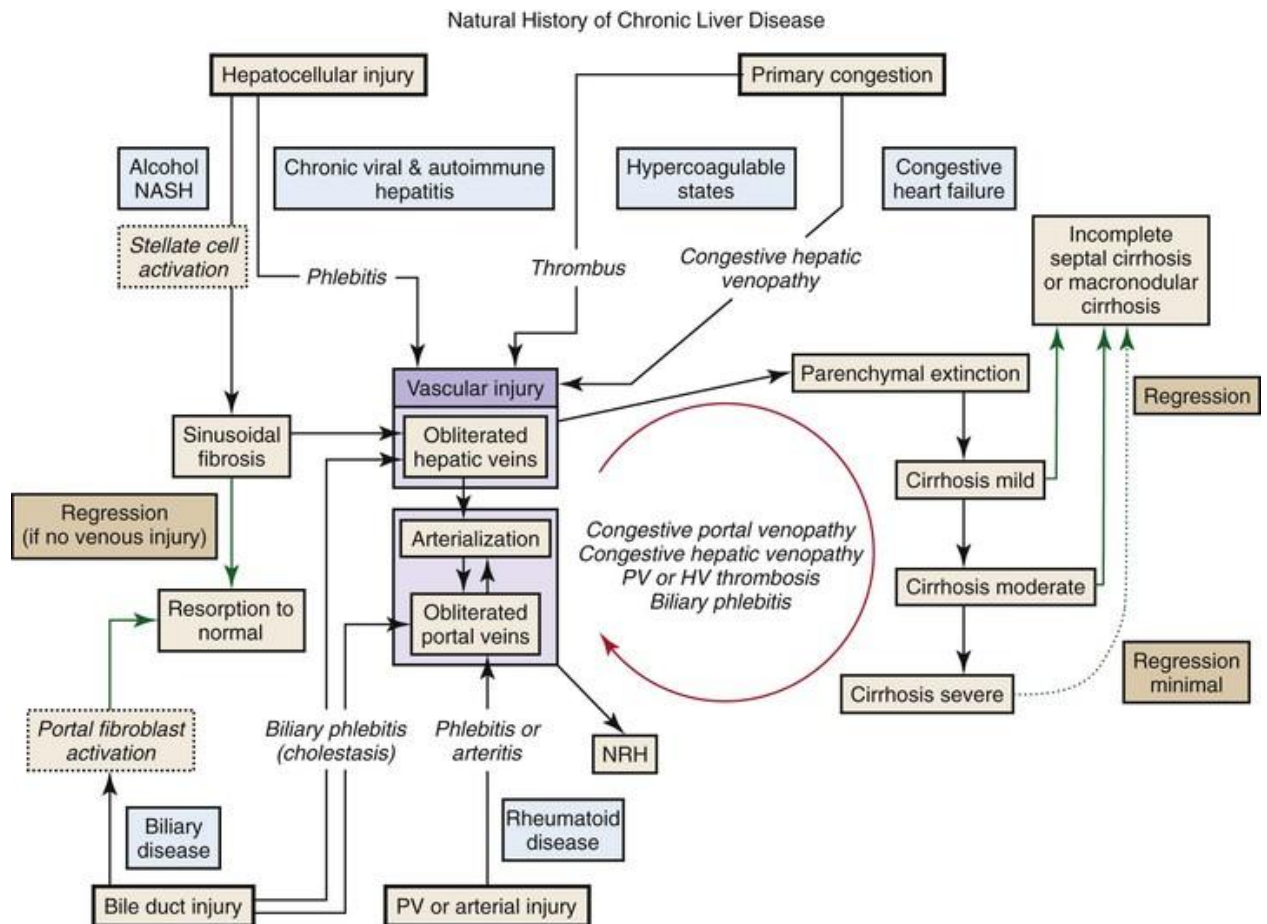 Natural History of Chronic Liver Disease
Hepatocellular injury
Primary congestion
Alcohol
NASH
Chronic viral & autoimmune
hepatitis
Hypercoagulable
states
Congestive
heart failure
Stellate cell
activation
Phlebitis
Thrombus
Congestive hepatic
venopathy
Incomplete
septal cirrhosis
or macronodular
cirrhosis
Vascular injury
Parenchymal extinction
Regression
Sinusoidal
fibrosis
Obliterated
hepatic veins
Cirrhosis mild
Regression
(if no venous injury)
Arterialization
Congestive portal venopathy
Congestive hepatic venopathy
PV or HV thrombosis
Biliary phlebitis
Cirrhosis moderate
Resorption to
normal
Obliterated
portal veins
Cirrhosis severe
Regression
minimal
Portal fibroblast
activation
Biliary phlebitis
(cholestasis)
Phlebitis or
arteritis
NRH
Biliary
disease
Rheumatoid
disease
Bile duct injury
PV or arterial injury